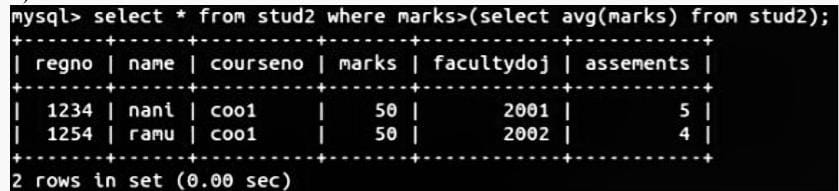 mysql> select * from stud2 where marks>(select avg(marks) from stud2);
+-------+------+----------+-------+------------+-----------+
| regno | name | courseno | marks | facultydoj | assements |
+-------+------+----------+-------+------------+-----------+
|  1234 | nani | coo1     |    50 |       2001 |         5 |
|  1254 | ramu | coo1     |    50 |       2002 |         4 |
+-------+------+----------+-------+------------+-----------+
2 rows in set (0.00 sec)